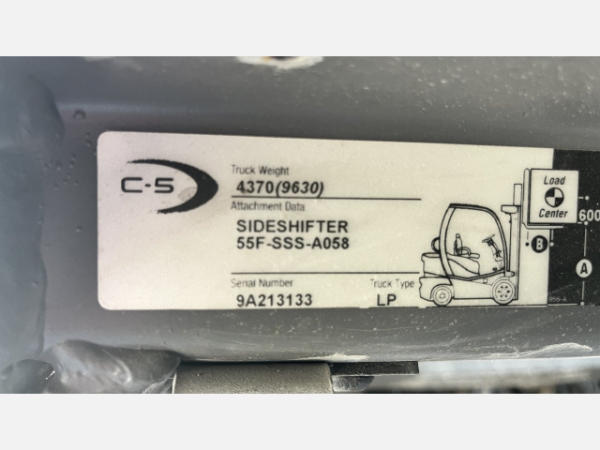 C-5
Truck Weight
4370(9630)
Attachment Data
SIDESHIFTER
55F-SSS-A058
Serial Number
9A213133
Truck Type
LP
Load
Center
600
B
A